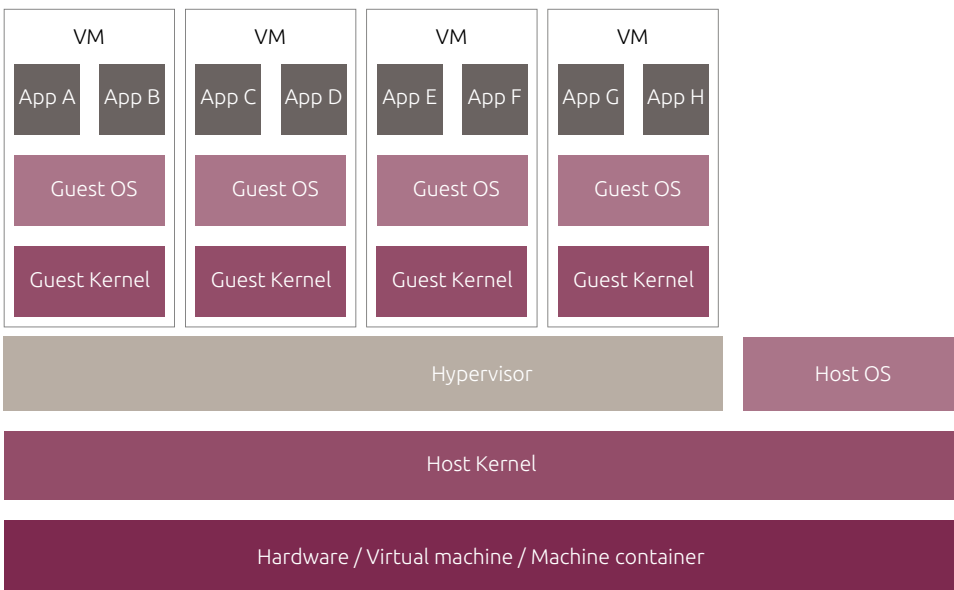 VM VM VM VM
App A App B App C App D App E App F App G App H
Guest OS Guest OS Guest OS Guest OS
Guest Kernel Guest Kernel Guest Kernel Guest Kernel
Hypervisor Host OS
Host Kernel
Hardware / Virtual machine / Machine container